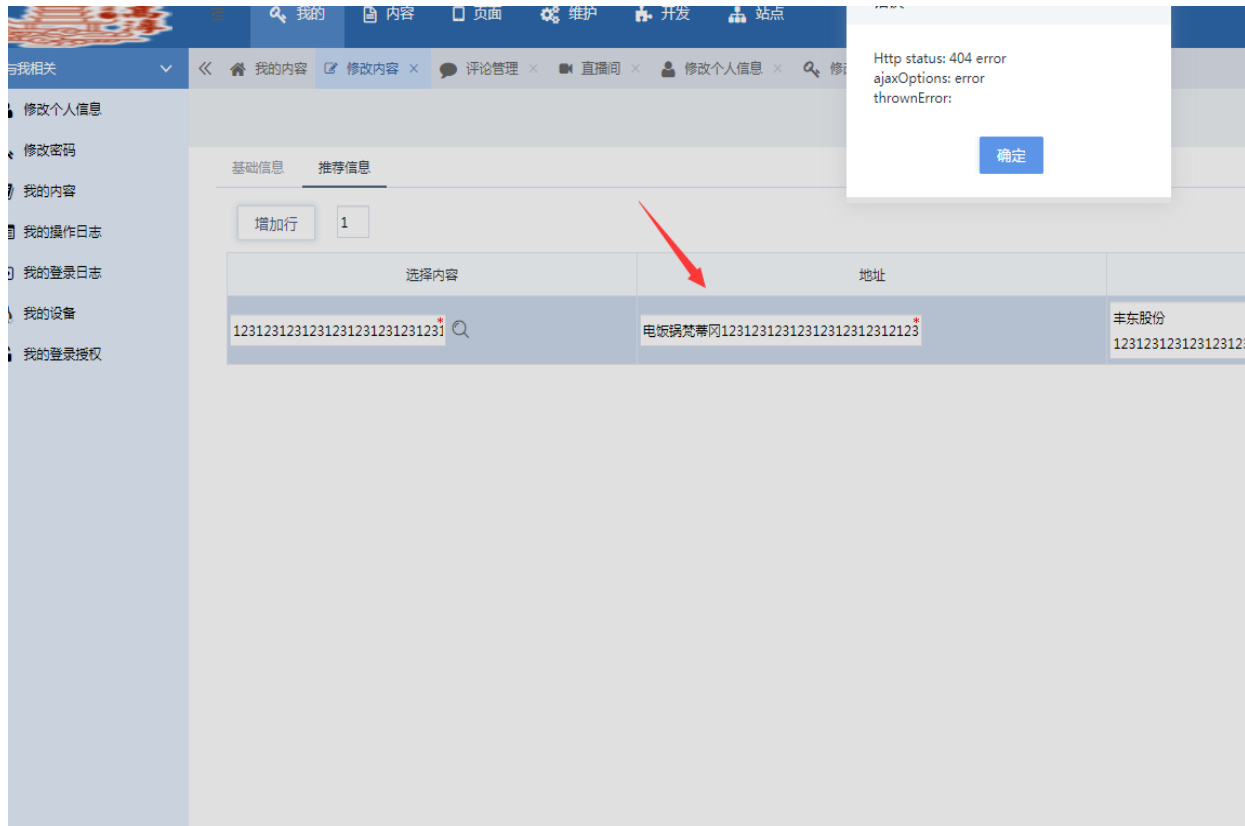 我的 内容 页面 维护 开发 站点
Http status: 404 error
ajaxOptions: error
thrownError:
确定
与我相关
我的内容 修改内容 评论管理 直播间 修改个人信息
修改个人信息
修改密码
我的内容
我的操作日志
我的登录日志
我的设备
我的登录授权
基础信息 推荐信息
增加行 1
选择内容 地址
1231231231231231231231231231
电饭锅梵蒂冈12312312312312312312312123
丰东股份